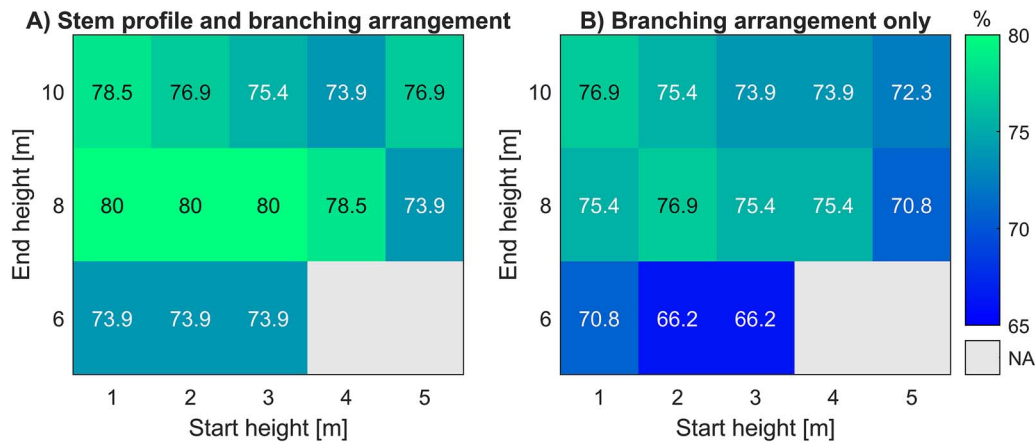 A) Stem profile and branching arrangement
B) Branching arrangement only
%
End height [m]
10
8
6
78.5 76.9 75.4 73.9 76.9
80 80 80 78.5 73.9
73.9 73.9 73.9
1 2 3 4 5
Start height [m]
End height [m]
10
8
6
76.9 75.4 73.9 73.9 72.3
75.4 76.9 75.4 75.4 70.8
70.8 66.2 66.2
1 2 3 4 5
Start height [m]
80
75
70
65
NA